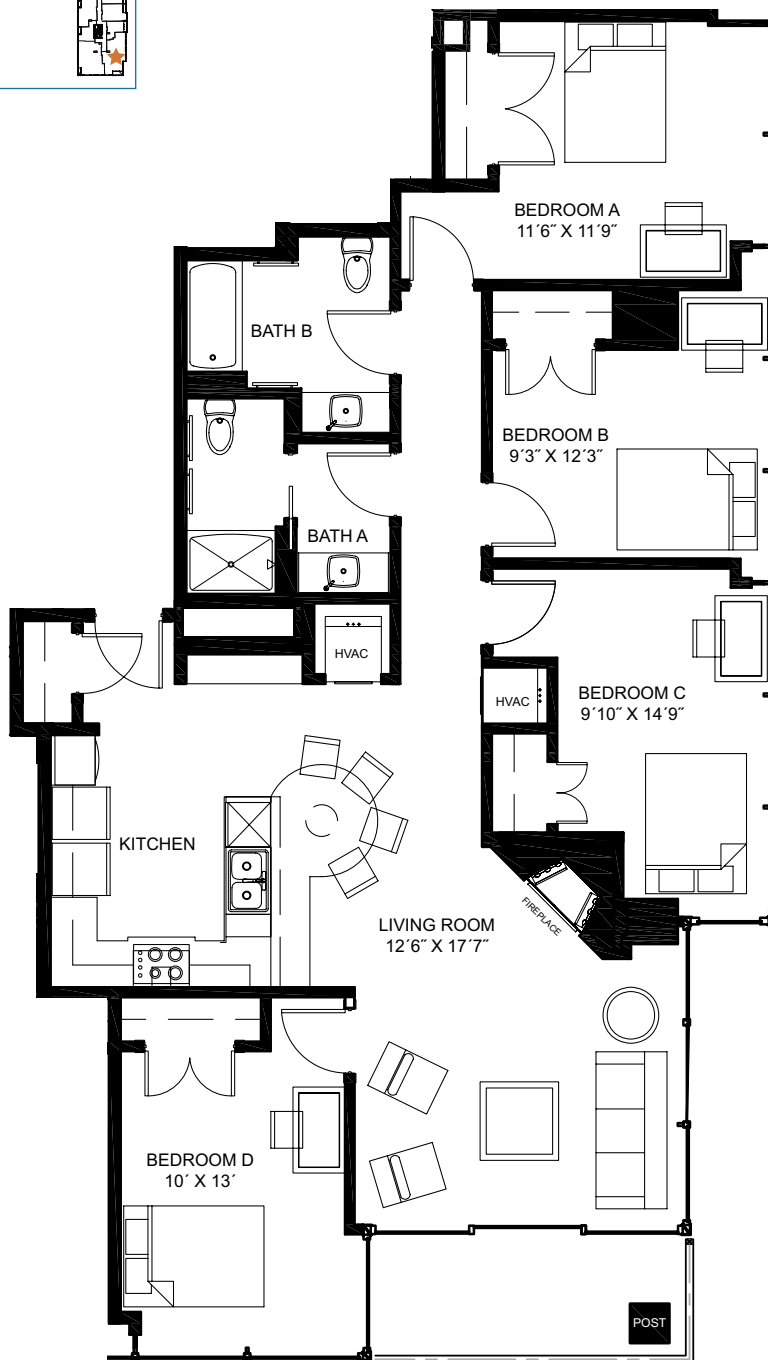 BEDROOM A
11´6˝ X 11´9˝
BATH B
BEDROOM B
9´3˝ X 12´3˝
BATH A
HVAC
HVAC
BEDROOM C
9´10˝ X 14´9˝
KITCHEN
FIREPLACE
LIVING ROOM
12´6˝ X 17´7˝
BEDROOM D
10´ X 13´
POST